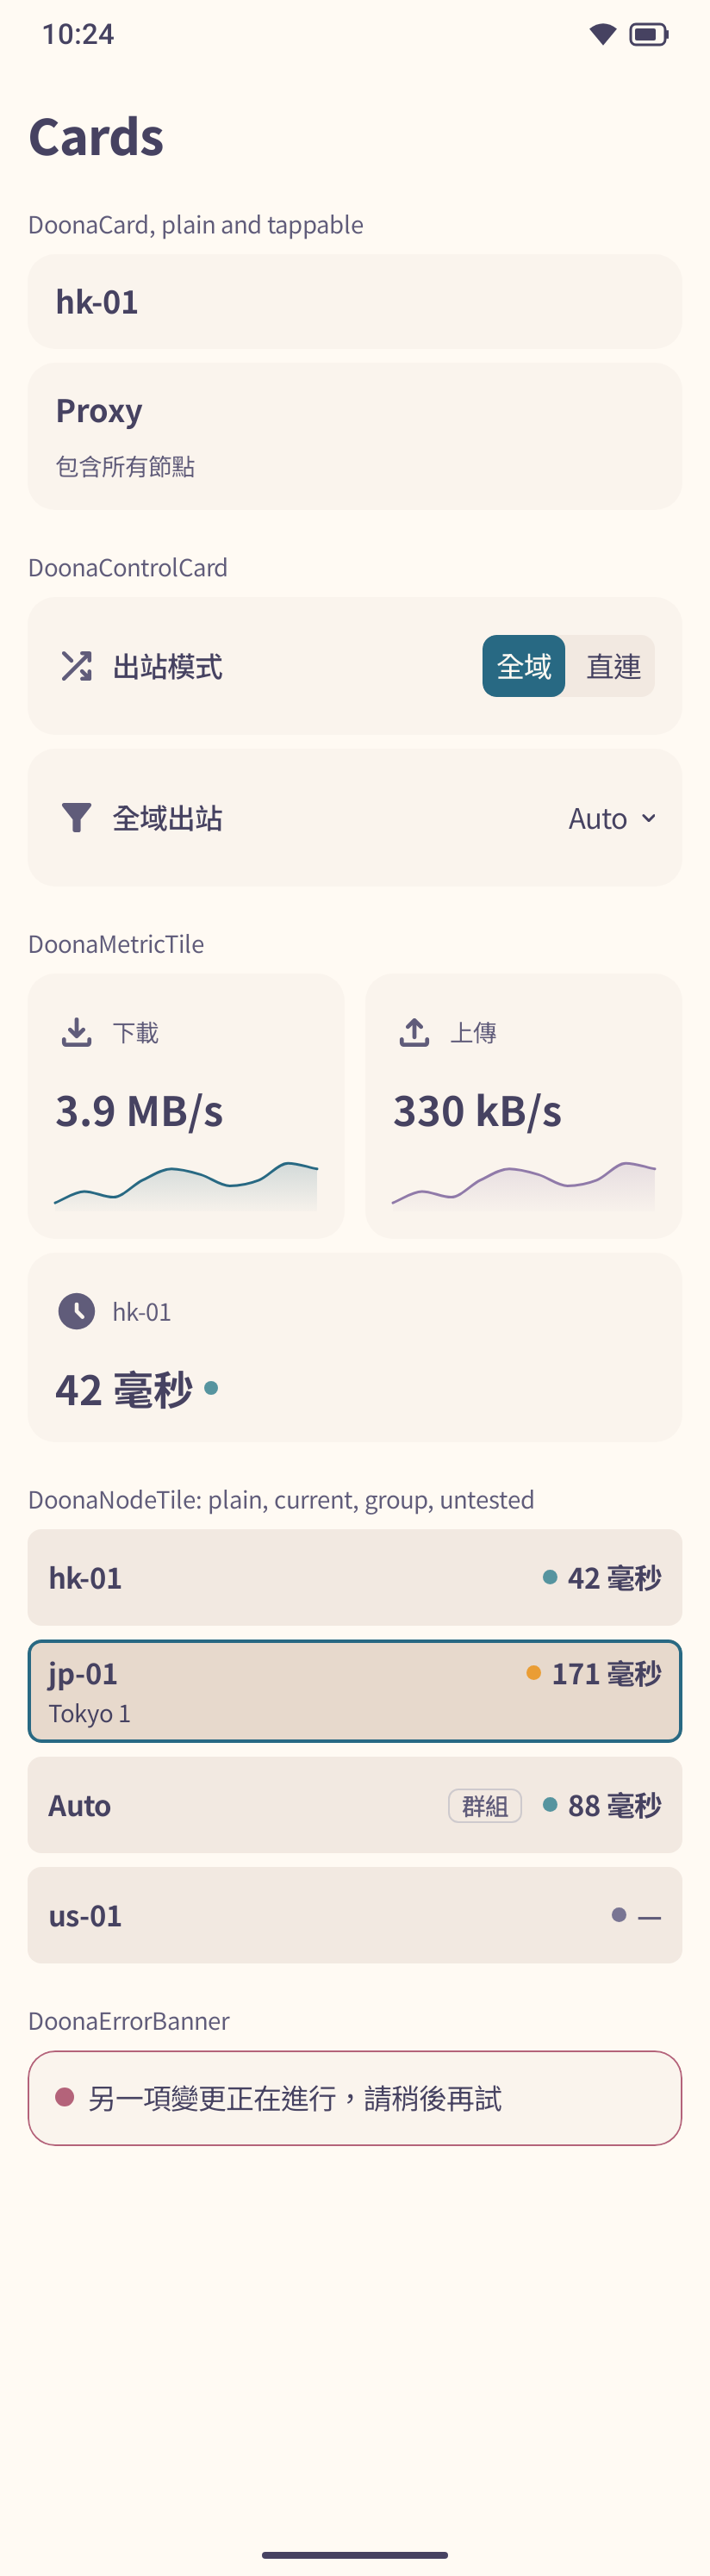 10:24
Cards
DoonaCard, plain and tappable
hk-01
Proxy
包含所有節點
DoonaControlCard
出站模式
全域
直連
全域出站
Auto
DoonaMetricTile
下載
上傳
3.9 MB/s
330 kB/s
hk-01
42 毫秒
DoonaNodeTile: plain, current, group, untested
hk-01
42 毫秒
jp-01
171 毫秒
Tokyo 1
Auto
群組
88 毫秒
us-01
—
DoonaErrorBanner
另一項變更正在進行，請稍後再試